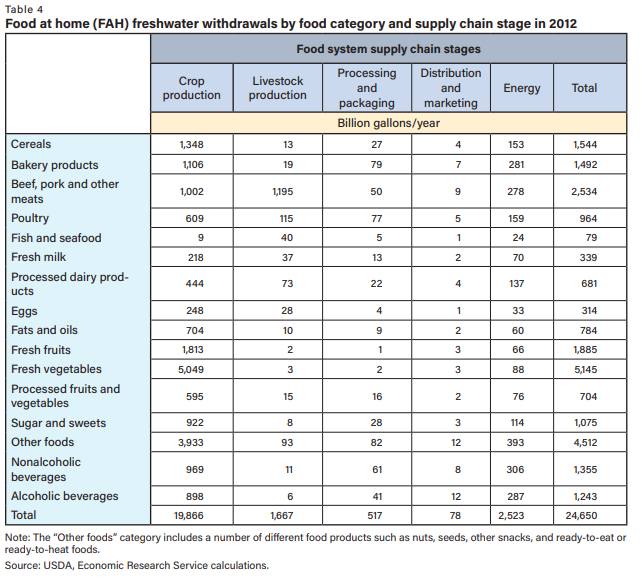 Table 4
Food at home (FAH) freshwater withdrawals by food category and supply chain stage in 2012
Food system supply chain stages
Crop production Livestock production Processing and packaging Distribution and marketing Energy Total
Billion gallons/year
Cereals 1,348 13 27 4 153 1,544
Bakery products 1,106 19 79 7 281 1,492
Beef, pork and other meats 1,002 1,195 50 9 278 2,534
Poultry 609 115 77 5 159 964
Fish and seafood 9 40 5 1 24 79
Fresh milk 218 37 13 2 70 339
Processed dairy prod-
ucts 444 73 22 4 137 681
Eggs 248 28 4 1 33 314
Fats and oils 704 10 9 2 60 784
Fresh fruits 1,813 2 1 3 66 1,885
Fresh vegetables 5,049 3 2 3 88 5,145
Processed fruits and vegetables 595 15 16 2 76 704
Sugar and sweets 922 8 28 3 114 1,075
Other foods 3,933 93 82 12 393 4,512
Nonalcoholic beverages 969 11 61 8 306 1,355
Alcoholic beverages 898 6 41 12 287 1,243
Total 19,866 1,667 517 78 2,523 24,650
Note: The "Other foods" category includes a number of different food products such as nuts, seeds, other snacks, and ready-to-eat or
ready-to-heat foods.
Source: USDA, Economic Research Service calculations.